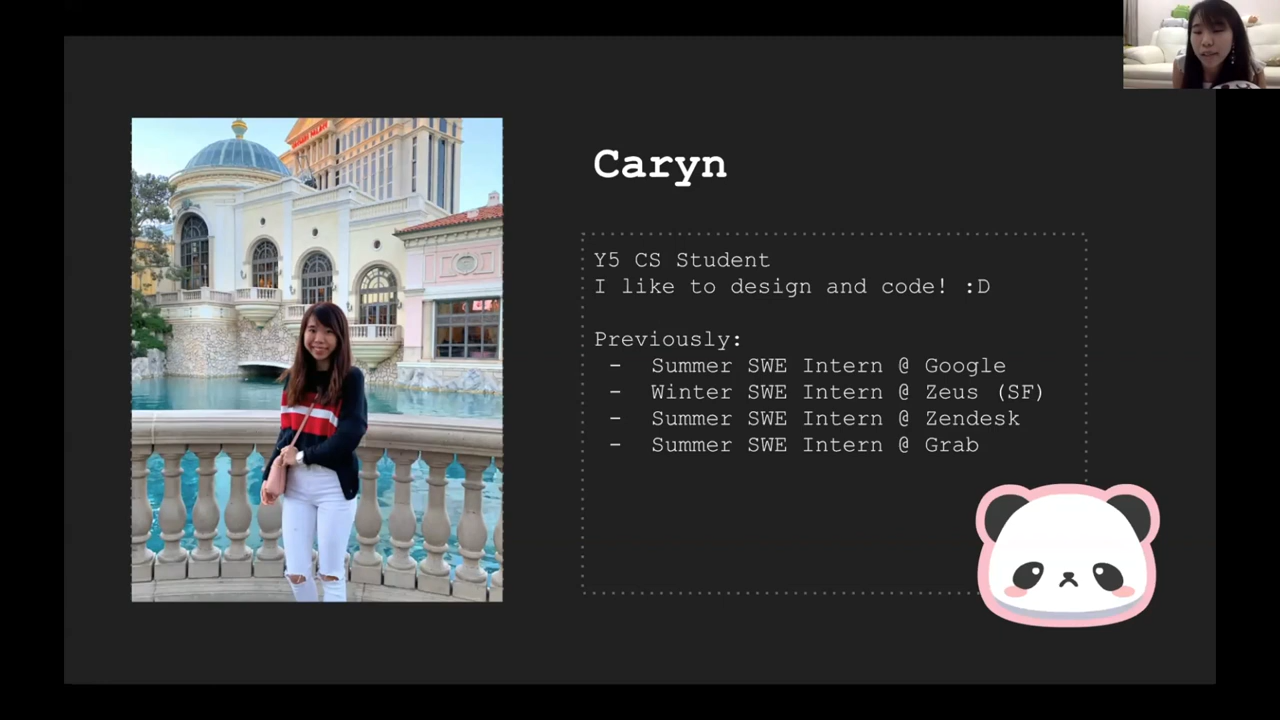 Caryn
Y5 CS Student
I like to design and code! :D
Previously:
- Summer SWE Intern @ Google
- Winter SWE Intern @ Zeus (SF)
- Summer SWE Intern @ Zendesk
- Summer SWE Intern @ Grab